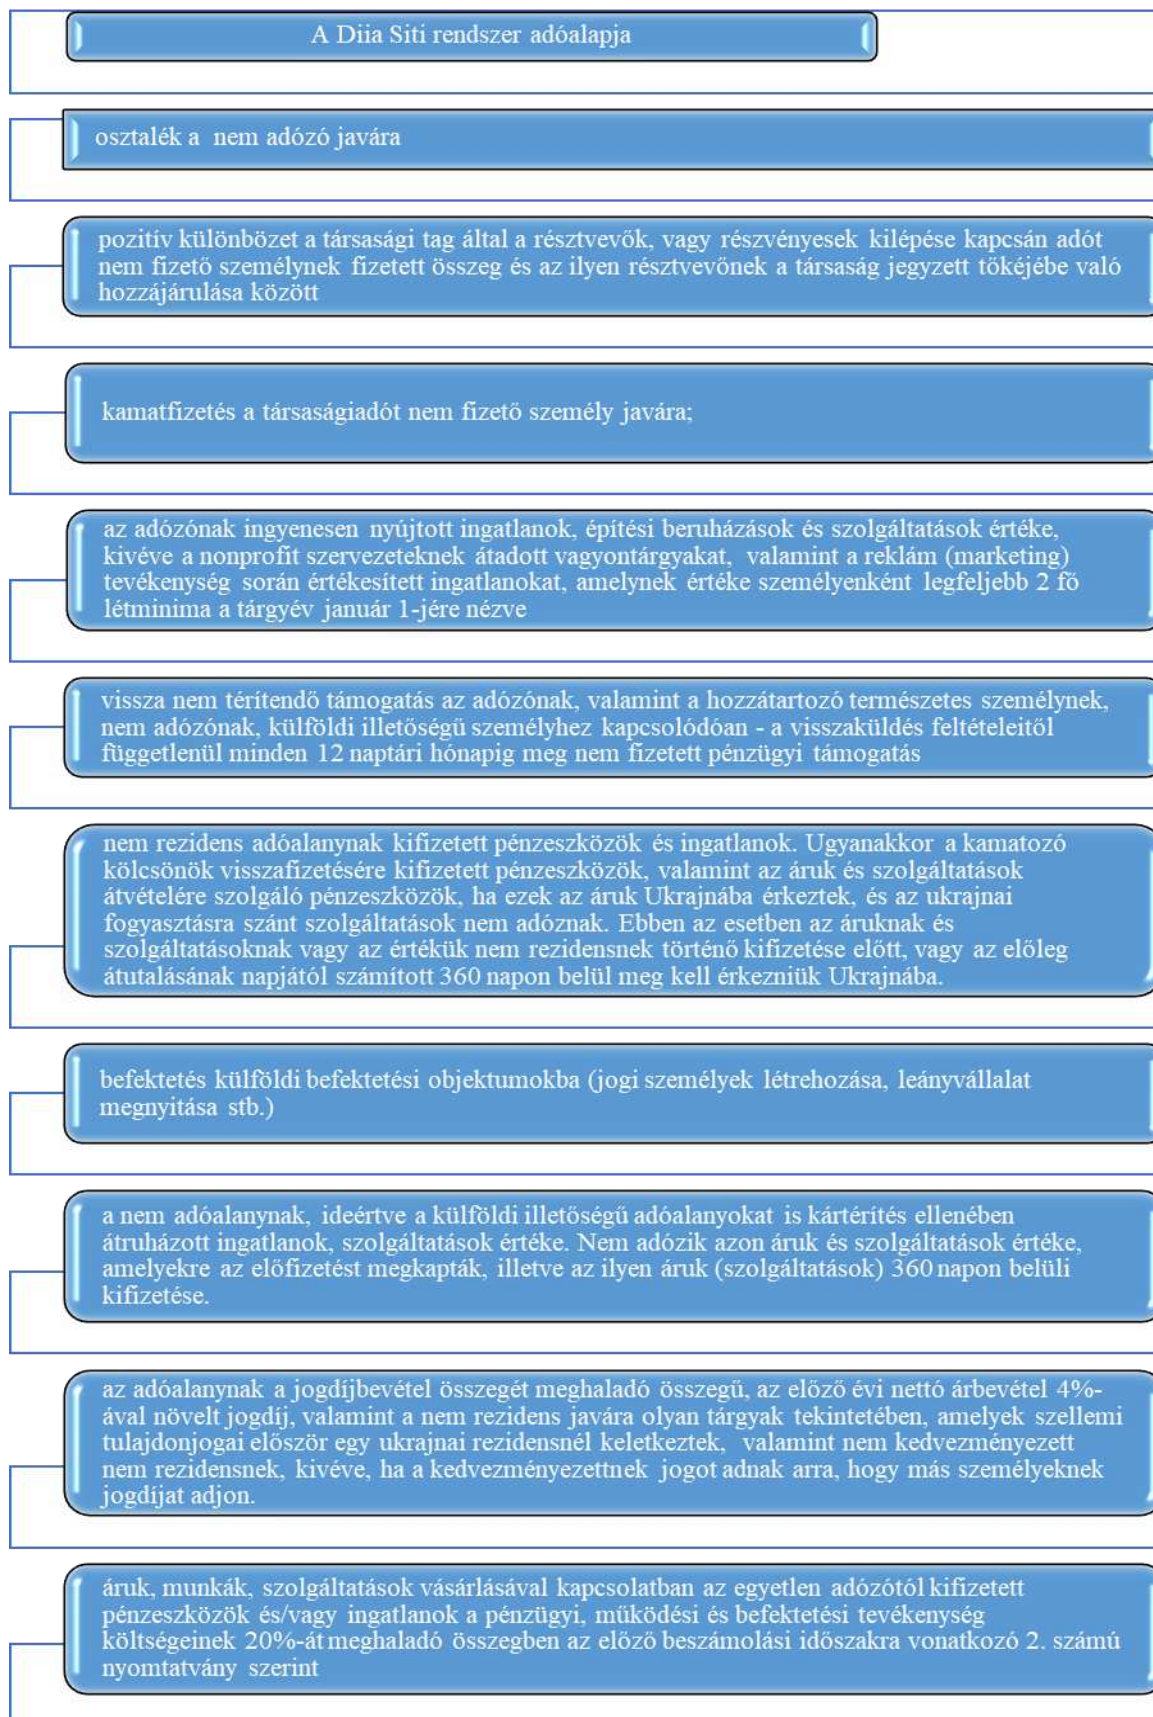 A Diia Siti rendszer adóalapja
osztalék a nem adózó javára
pozitív különbözet a társasági tag által a résztvevők, vagy részvényesek kilépése kapcsán adót
nem fizető személynek fizetett összeg és az ilyen résztvevőnek a társaság jegyzett tőkéjébe való
hozzájárulása között
kamatfizetés a társaságiadót nem fizető személy javára;
az adózónak ingyenesen nyújtott ingatlanok, építési beruházások és szolgáltatások értéke,
kivéve a nonprofit szervezeteknek átadott vagyontárgyakat, valamint a reklám (marketing)
tevékenység során értékesített ingatlanokat, amelynek értéke személyenként legfeljebb 2 fő
létminima a tárgyév január 1-jére nézve
vissza nem térítendő támogatás az adózónak, valamint a hozzátartozó természetes személynek,
nem adózónak, külföldi illetőségű személyhez kapcsolódóan - a visszaküldés feltételeitől
függetlenül minden 12 naptári hónapig meg nem fizetett pénzügyi támogatás
nem rezidens adóalanynak kifizetett pénzeszközök és ingatlanok. Ugyanakkor a kamatozó
kölcsönök visszafizetésére kifizetett pénzeszközök, valamint az áruk és szolgáltatások
átvételére szolgáló pénzeszközök, ha ezek az áruk Ukrajnába érkeztek, és az ukrajnai
fogyasztásra szánt szolgáltatások nem adóznak. Ebben az esetben az áruknak és
szolgáltatásoknak vagy az értékük nem rezidensnek történő kifizetése előtt, vagy az előleg
átutalásának napjától számított 360 napon belül meg kell érkezniük Ukrajnába.
befektetés külföldi befektetési objektumokba (jogi személyek létrehozása, leányvállalat
megnyitása stb.)
a nem adóalanynak, ideértve a külföldi illetőségű adóalanyokat is kártérítés ellenében
átruházott ingatlanok, szolgáltatások értéke. Nem adózik azon áruk és szolgáltatások értéke,
amelyekre az előfizetést megkapták, illetve az ilyen áruk (szolgáltatások) 360 napon belüli
kifizetése.
az adóalanynak a jogdíjbevétel összegét meghaladó összegű, az előző évi nettó árbevétel 4%-
ával növelt jogdíj, valamint a nem rezidens javára olyan tárgyak tekintetében, amelyek szellemi
tulajdonjogai először egy ukrajnai rezidensnél keletkeztek, valamint nem kedvezményezett
nem rezidensnek, kivéve, ha a kedvezményezettnek jogot adnak arra, hogy más személyeknek
jogdíjat adjon.
áruk, munkák, szolgáltatások vásárlásával kapcsolatban az egyetlen adózótól kifizetett
pénzeszközök és/vagy ingatlanok a pénzügyi, működési és befektetési tevékenység
költségeinek 20%-át meghaladó összegben az előző beszámolási időszakra vonatkozó 2. számú
nyomtatvány szerint